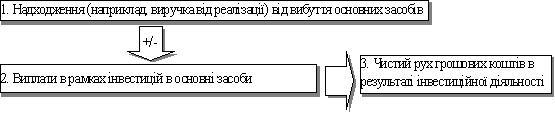 1. Надходження (наприклад, виручка від реалізації) від вибуття основних засобів
+/-
2. Виплати в рамках інвестицій в основні засоби
3. Чистий рух грошових коштів в
результаті інвестиційної діяльності